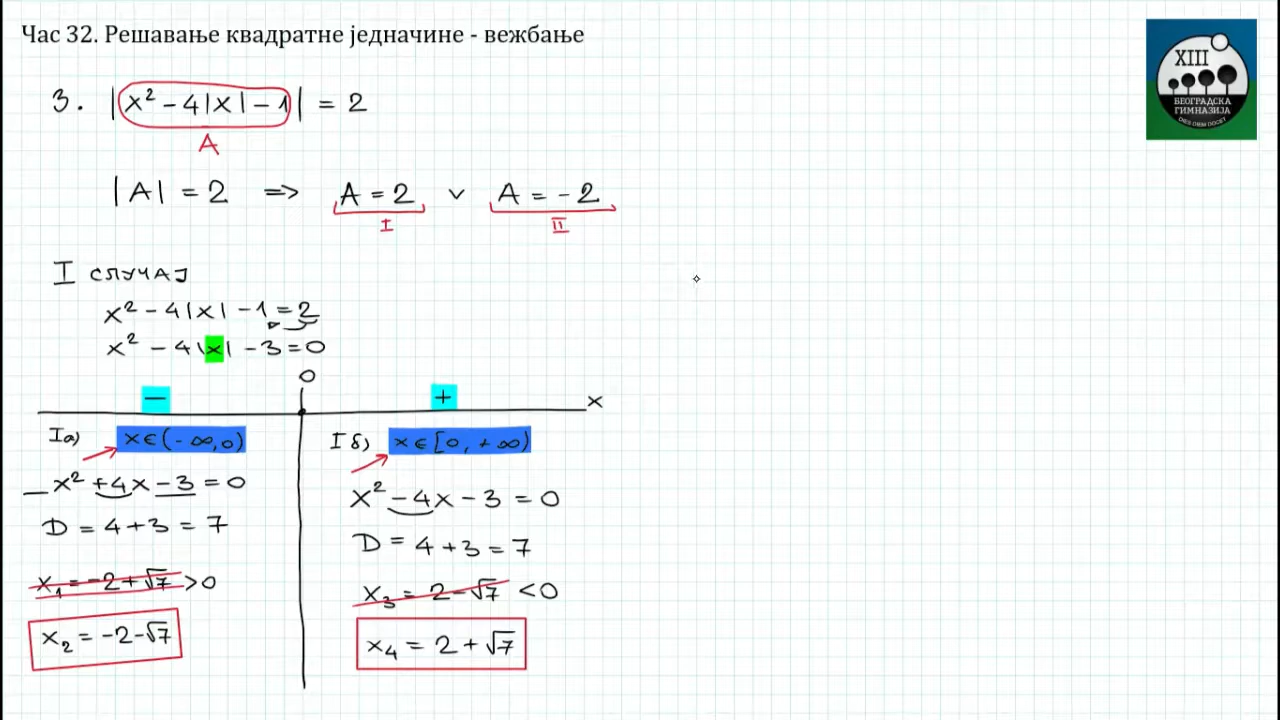 Час 32. Решавање квадратне једначине - вежбање
XIII
БЕОГРАДСКА
ГИМНАЗИЈА
3. |x² - 4|x| - 1| = 2
A
|A| = 2 => A = 2 ∨ A = -2
I II
I СЛУЧАЈ
x² - 4|x| - 1 = 2
x² - 4|x| - 3 = 0
0
- + x
Iа) x∈(-∞,0)
x² + 4x - 3 = 0
D = 4 + 3 = 7
x₁ = -2 + √7 > 0
x₂ = -2 - √7
Iб) x∈[0, +∞)
x² - 4x - 3 = 0
D = 4 + 3 = 7
x₃ = 2 - √7 < 0
x₄ = 2 + √7